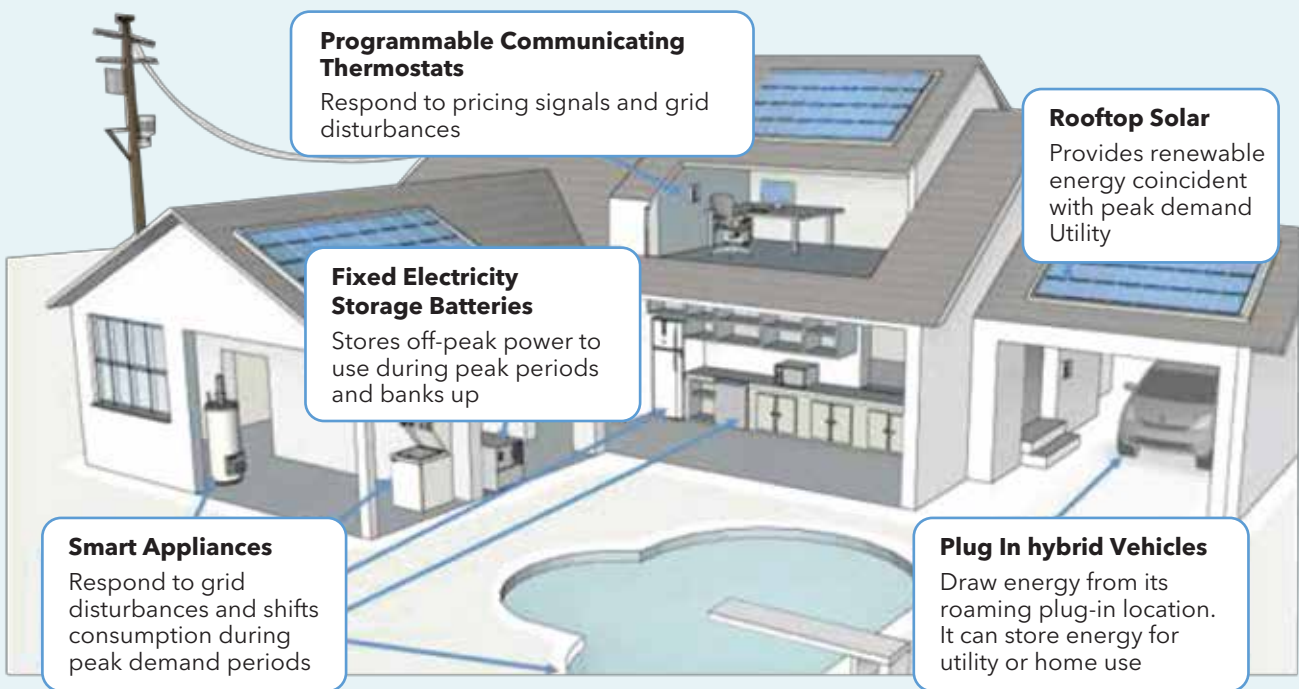 Programmable Communicating
Thermostats
Respond to pricing signals and grid
disturbances
Rooftop Solar
Provides renewable
energy coincident
with peak demand
Utility
Fixed Electricity
Storage Batteries
Stores off-peak power to
use during peak periods
and banks up
Smart Appliances
Respond to grid
disturbances and shifts
consumption during
peak demand periods
Plug In hybrid Vehicles
Draw energy from its
roaming plug-in location.
It can store energy for
utility or home use